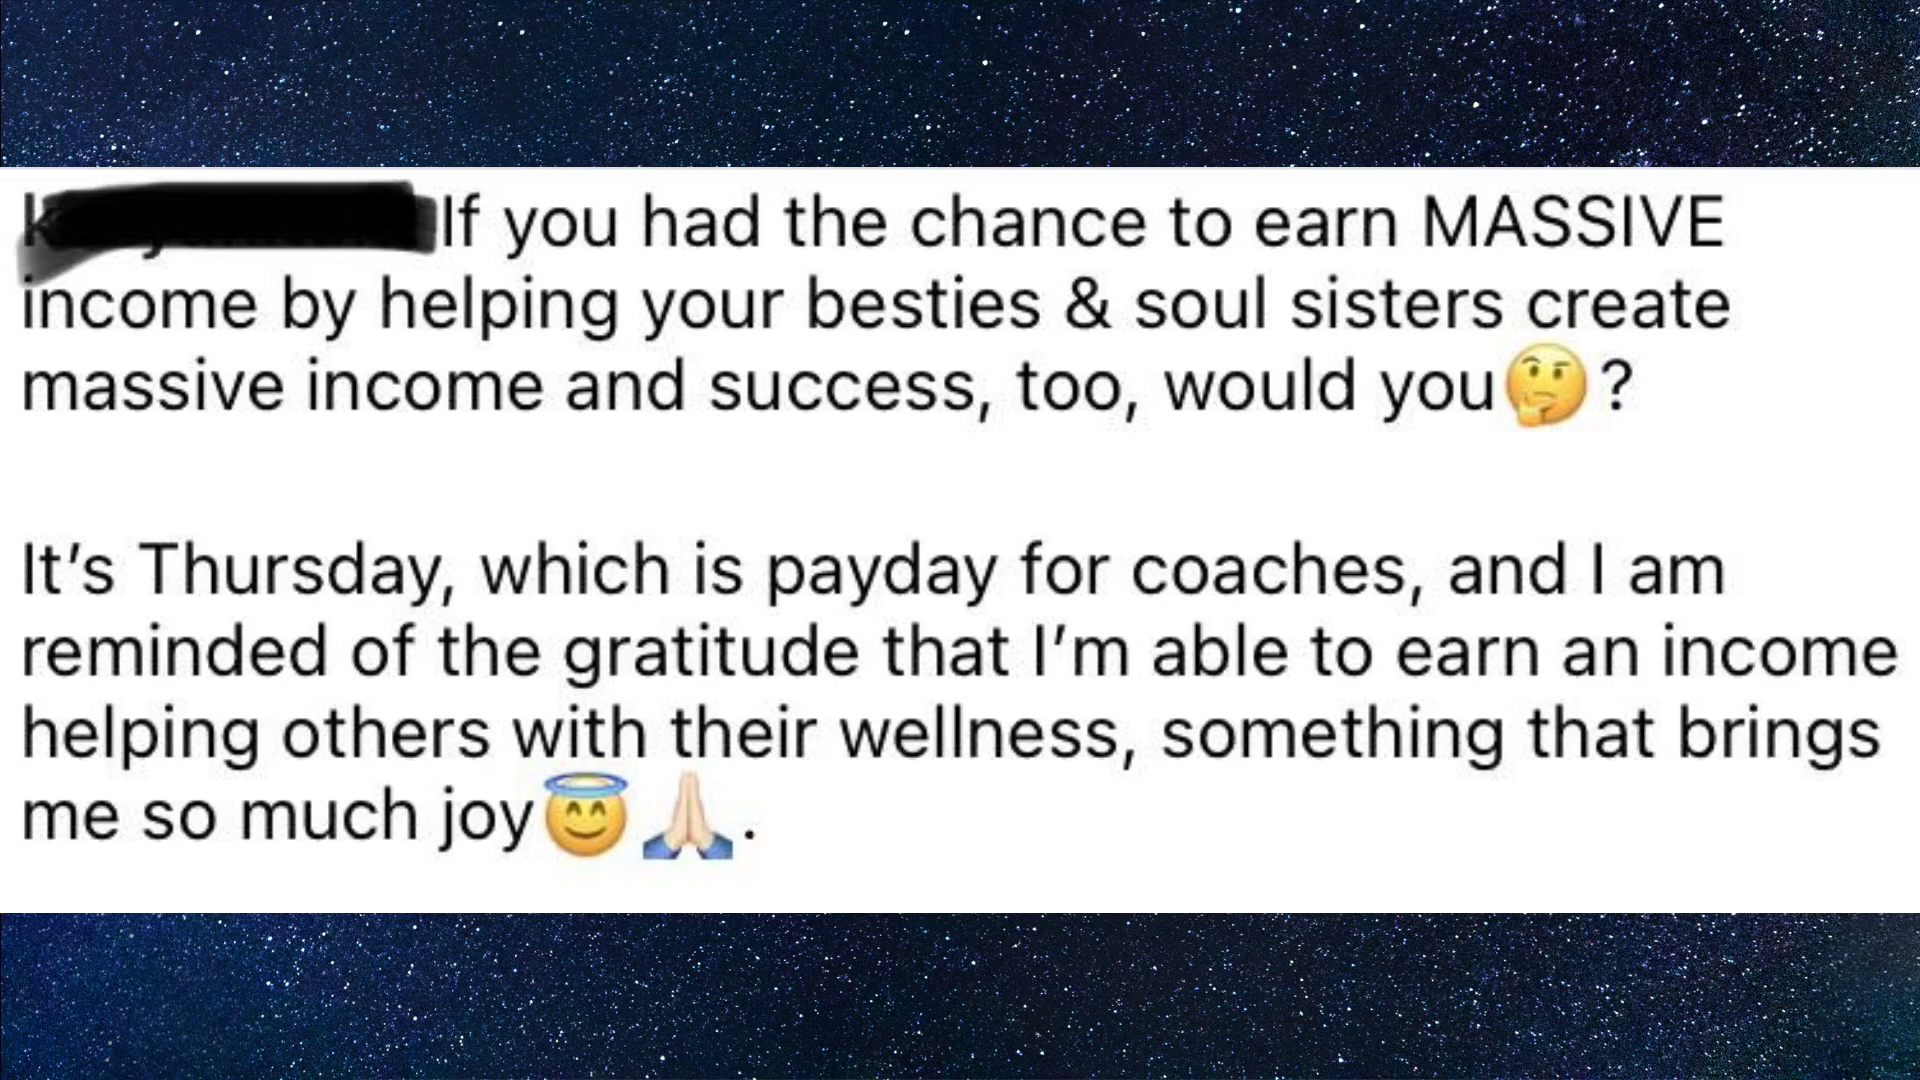 If you had the chance to earn MASSIVE
income by helping your besties & soul sisters create
massive income and success, too, would you🤔?
It’s Thursday, which is payday for coaches, and I am
reminded of the gratitude that I’m able to earn an income
helping others with their wellness, something that brings
me so much joy😇🙏🏻.